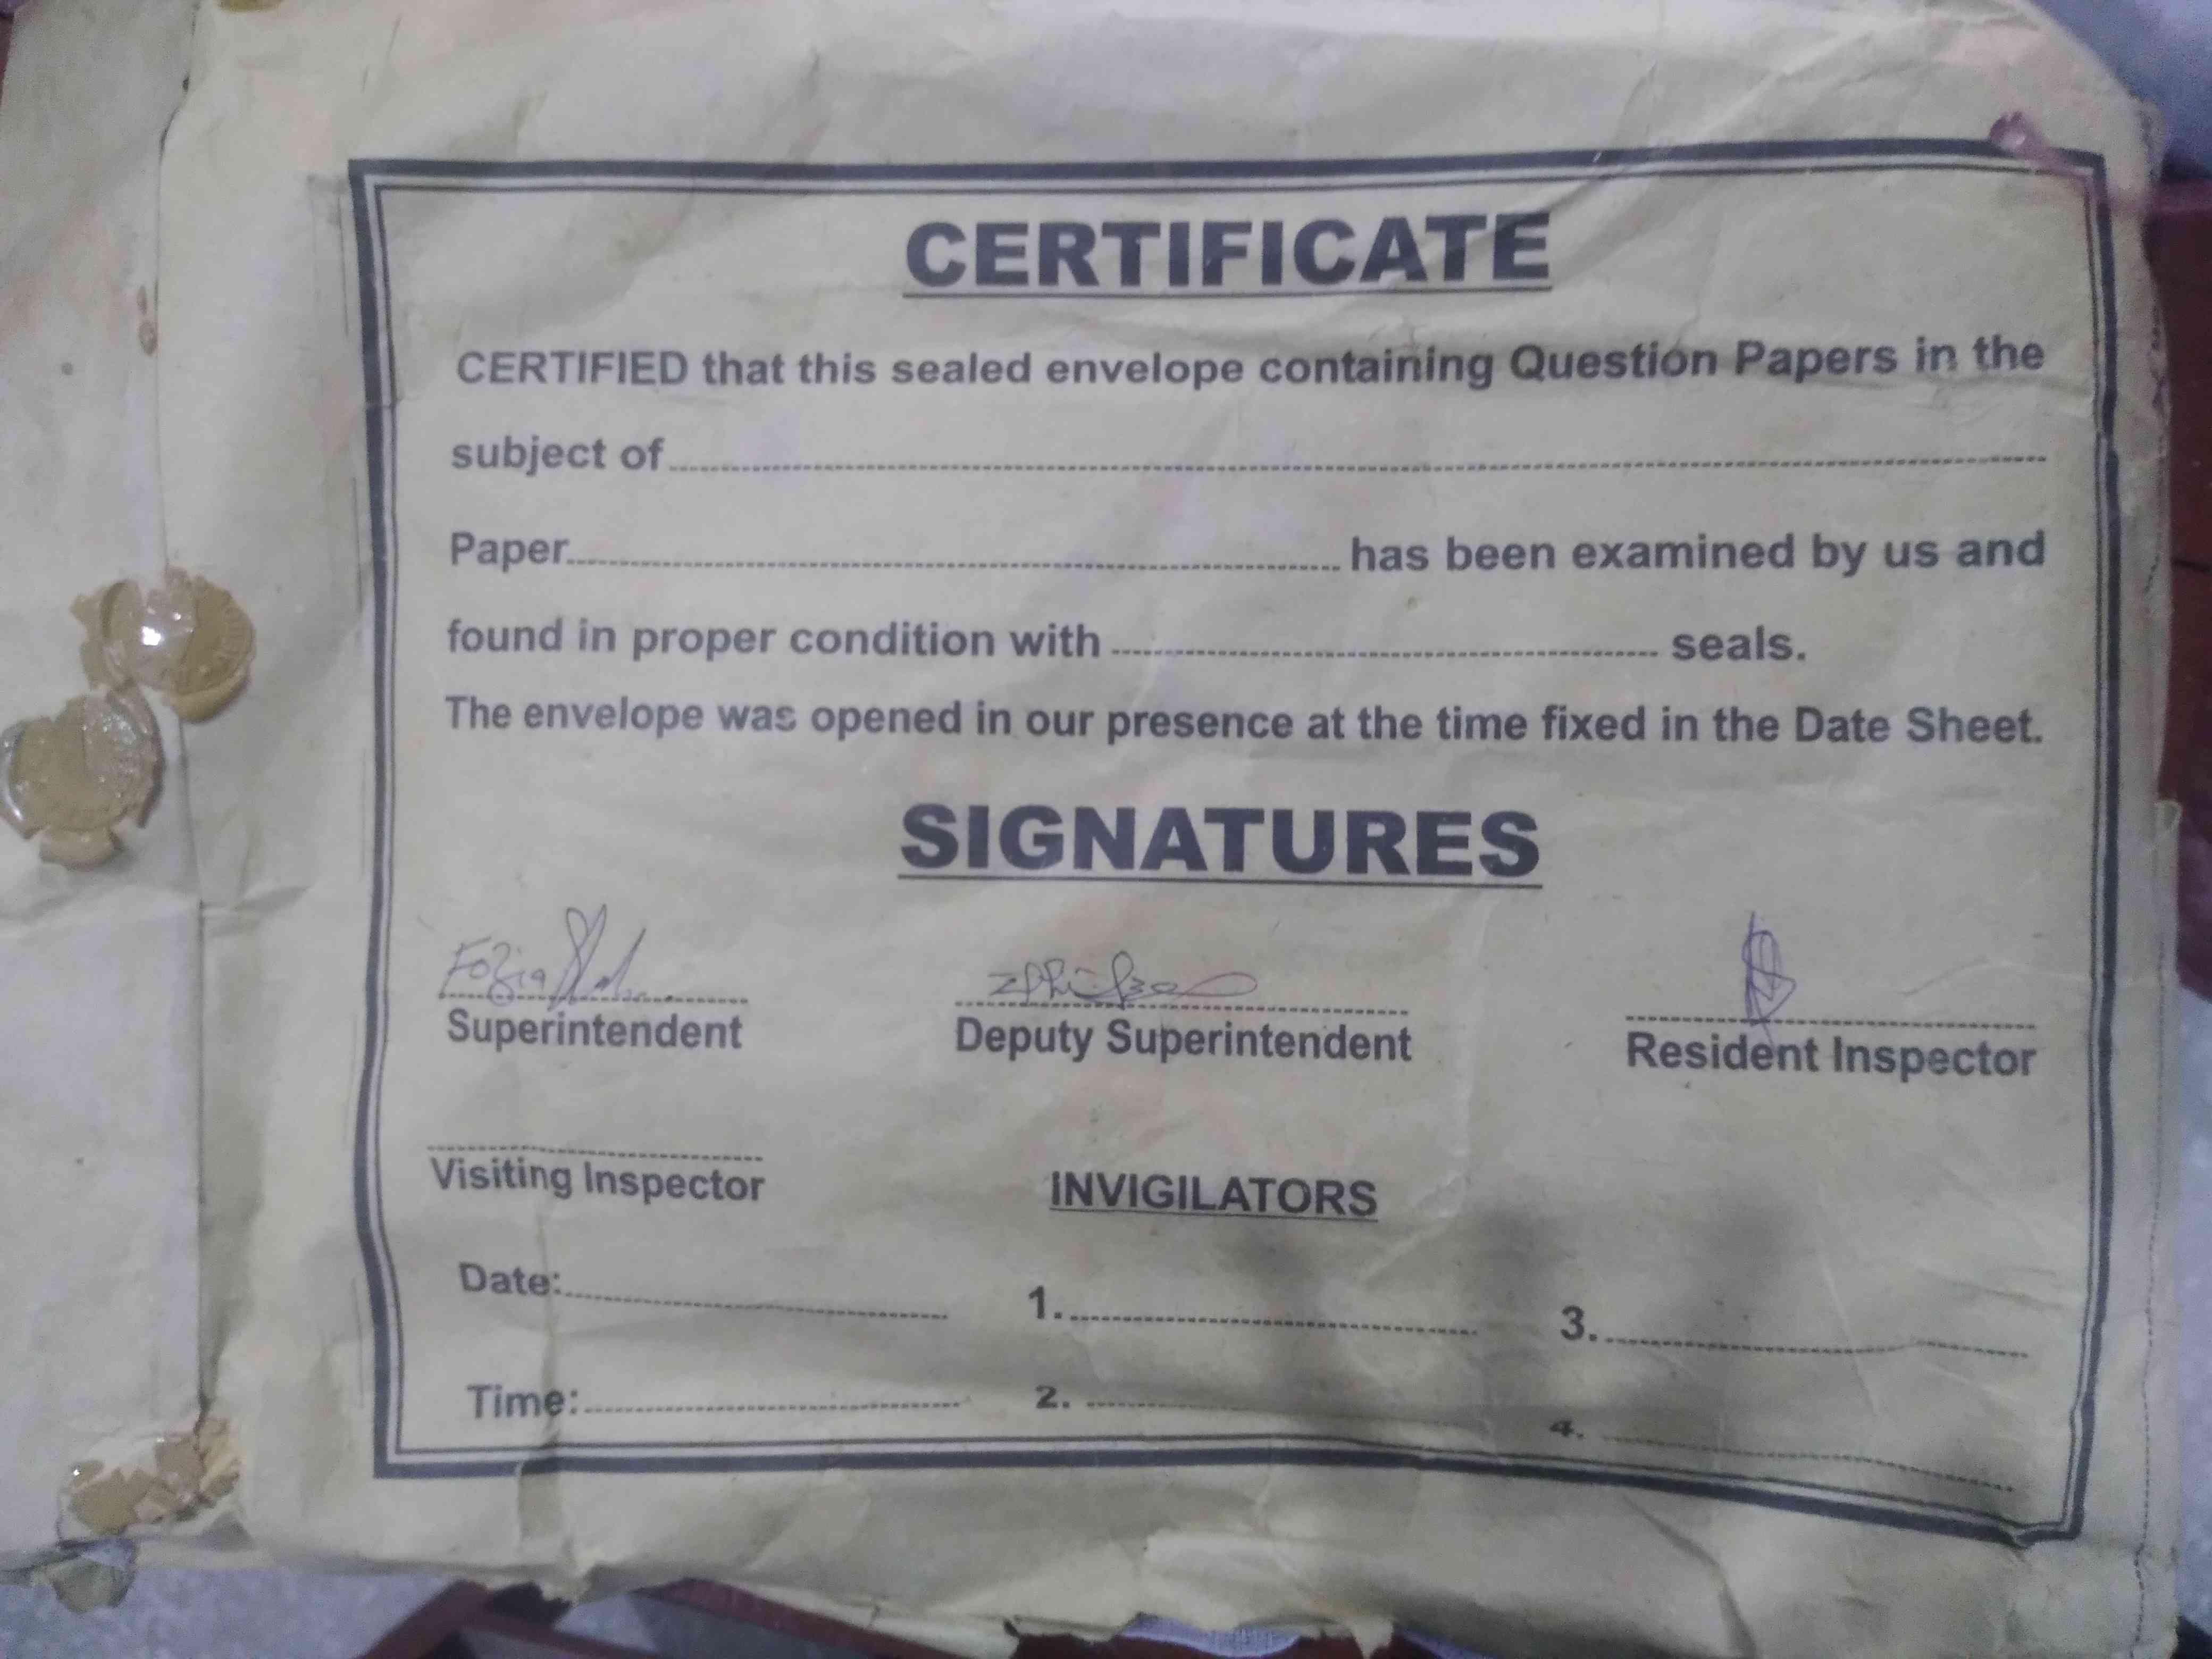 CERTIFICATE
CERTIFIED that this sealed envelope containing Question Papers in the
subject of
Paper has been examined by us and
found in proper condition with seals.
The envelope was opened in our presence at the time fixed in the Date Sheet.
SIGNATURES
Fozia
Superintendent Deputy Superintendent Resident Inspector
Visiting Inspector INVIGILATORS
Date: 1. 3.
Time: 2. 4.